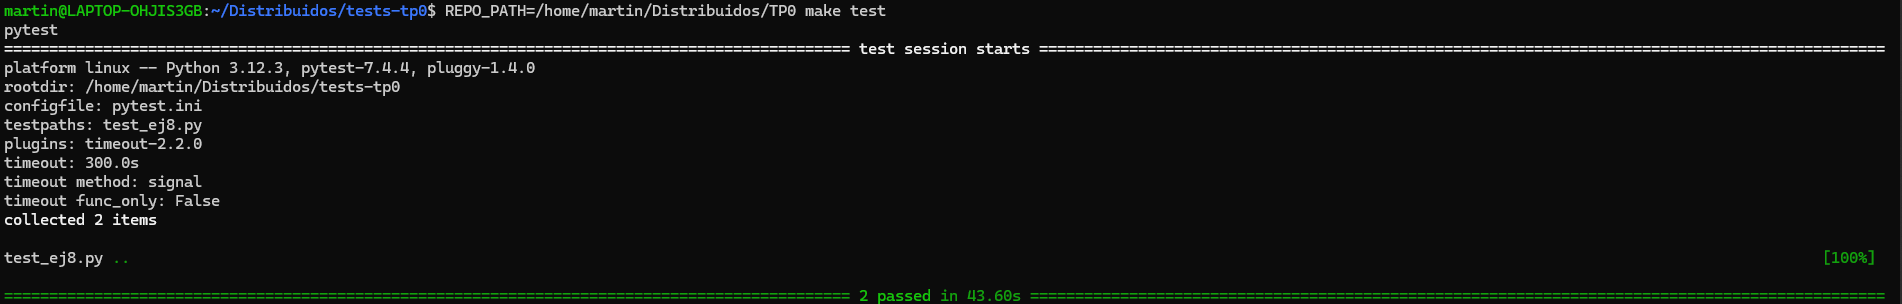 martin@LAPTOP-OHJIS3GB:~/Distribuidos/tests-tp0$ REPO_PATH=/home/martin/Distribuidos/TP0 make test
pytest
============================================================================================== test session starts ==============================================================================================
platform linux -- Python 3.12.3, pytest-7.4.4, pluggy-1.4.0
rootdir: /home/martin/Distribuidos/tests-tp0
configfile: pytest.ini
testpaths: test_ej8.py
plugins: timeout-2.2.0
timeout: 300.0s
timeout method: signal
timeout func_only: False
collected 2 items
test_ej8.py .. [100%]
============================================================================================== 2 passed in 43.60s ===============================================================================================